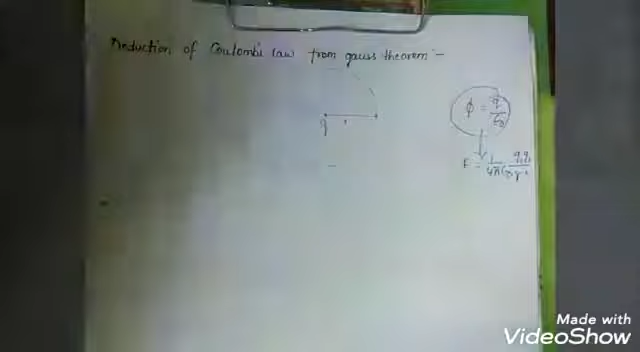 Deduction of Coulomb's law from gauss theorem :-
q r
ϕ = q/ε₀
F = 1/4πε₀ q₁q₂/r²
Made with
VideoShow